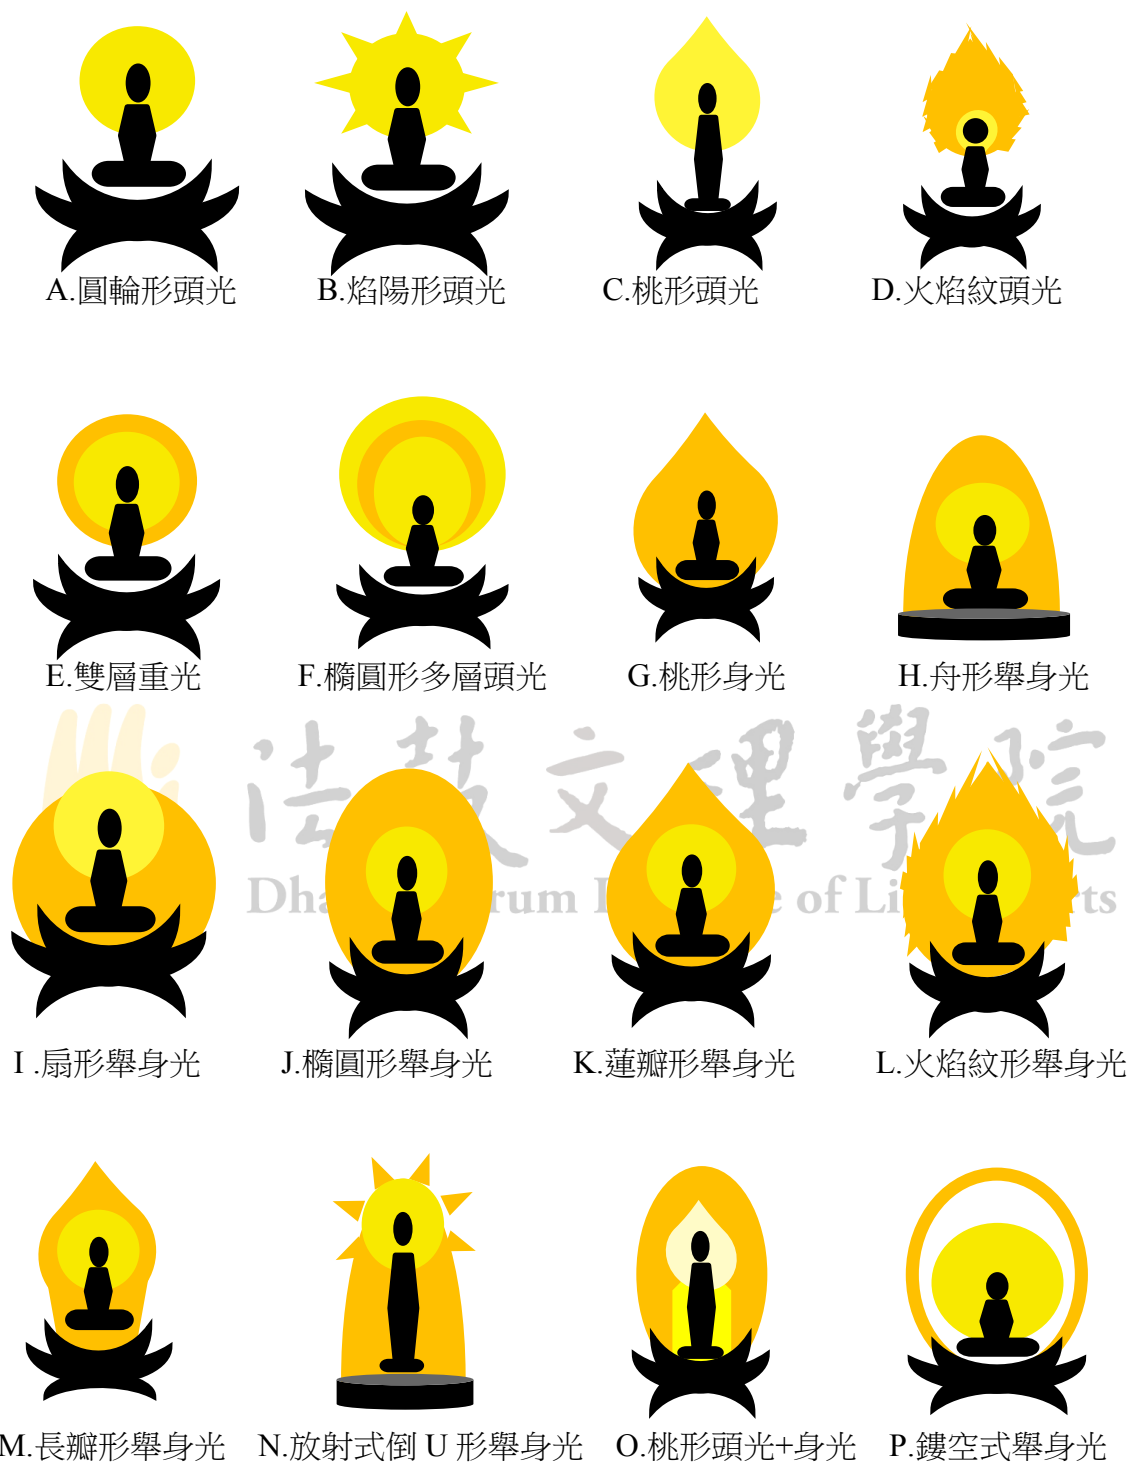 A.圓輪形頭光 B.焰陽形頭光 C.桃形頭光 D.火焰紋頭光
E.雙層重光 F.橢圓形多層頭光 G.桃形身光 H.舟形舉身光
法鼓文理學院
Dha rum I e of Li rts
I .扇形舉身光 J.橢圓形舉身光 K.蓮瓣形舉身光 L.火焰紋形舉身光
M.長瓣形舉身光 N.放射式倒 U 形舉身光 O.桃形頭光+身光 P.鏤空式舉身光